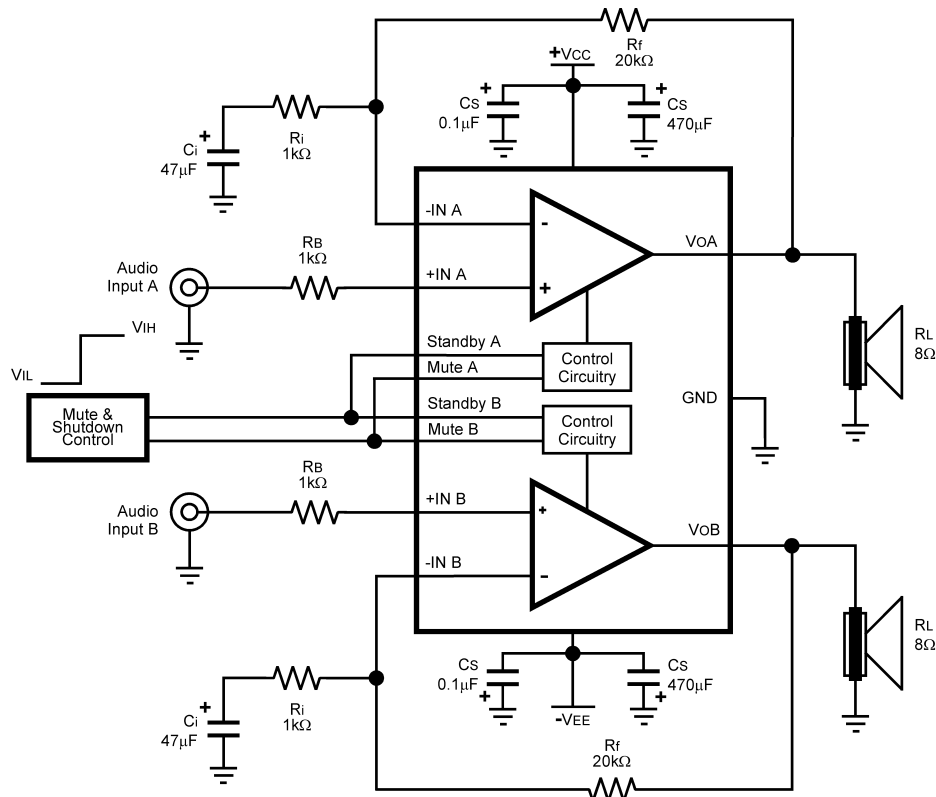 Rf
20kΩ
+VCC
+
CS
0.1µF
+
CS
470µF
+
Ci
47µF
Ri
1kΩ
-IN A
-
VOA
Audio
Input A
RB
1kΩ
+IN A
+
VIH
VIL
Standby A
Mute A
Control
Circuitry
RL
8Ω
Mute &
Shutdown
Control
Standby B
Mute B
Control
Circuitry
GND
Audio
Input B
RB
1kΩ
+IN B
+
VOB
-IN B
-
RL
8Ω
CS
0.1µF
+
CS
470µF
+
-VEE
+
Ci
47µF
Ri
1kΩ
Rf
20kΩ